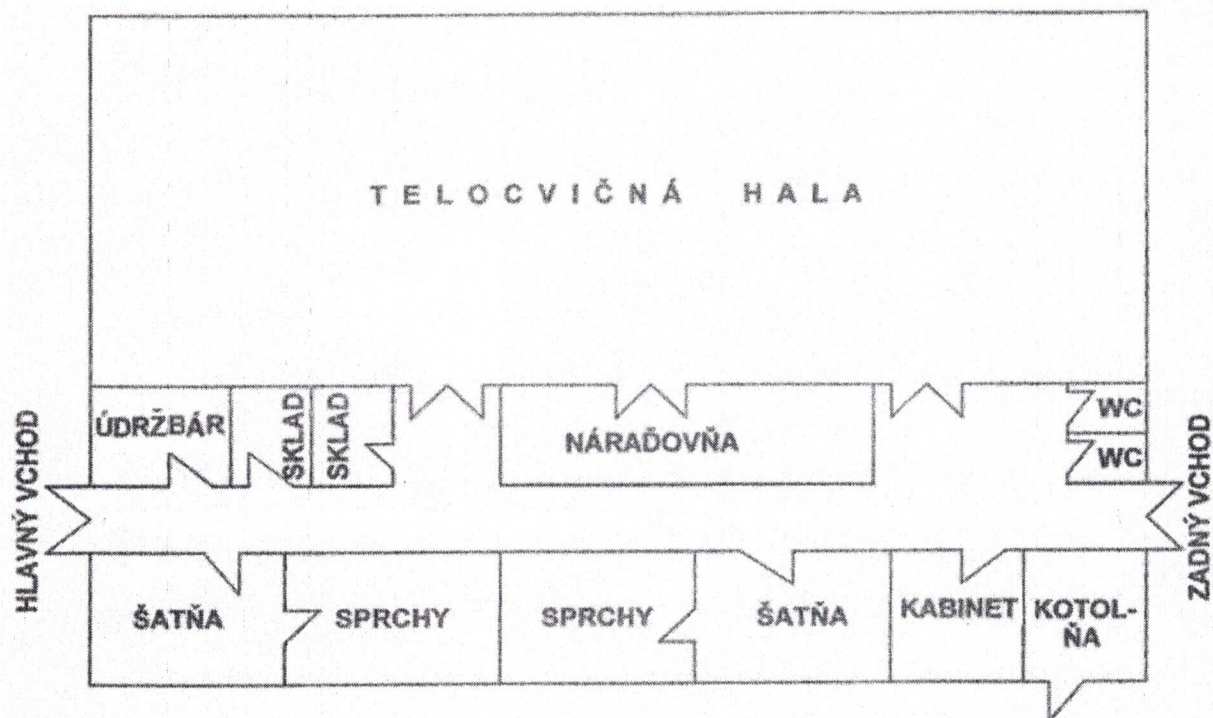 TELOCVIČNÁ HALA
HLAVNÝ VCHOD
ÚDRŽBÁR
SKLAD
SKLAD
NÁRAĎOVŇA
WC
WC
ZADNÝ VCHOD
ŠATŇA
SPRCHY
SPRCHY
ŠATŇA
KABINET
KOTOL-
ŇA